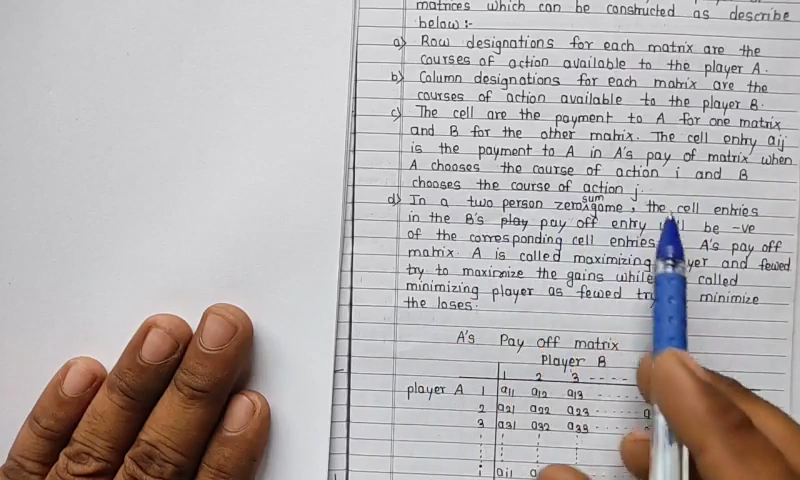 matrices which can be constructed as describe
below :-
a) Row designations for each matrix are the
courses of action available to the player A.
b) Column designations for each matrix are the
courses of action available to the player B.
c) The cell are the payment to A for one matrix
and B for the other matrix. The cell entry aij
is the payment to A in A's pay of matrix when
A chooses the course of action i and B
chooses the course of action j.
d) In a two person zero sum game, the cell entries
in the B's play pay off entry be -ve
of the corresponding cell entries A's pay off
matrix. A is called maximizing and fewed
try to maximize the gains while called
minimizing player as fewed try minimize
the loses.
A's Pay off matrix
Player B
1 2 3 - - - -
player A 1 a11 a12 a13 - - - -
2 a21 a22 a23 - - - - a
3 a31 a32 a33 - - - -
i ai1 a